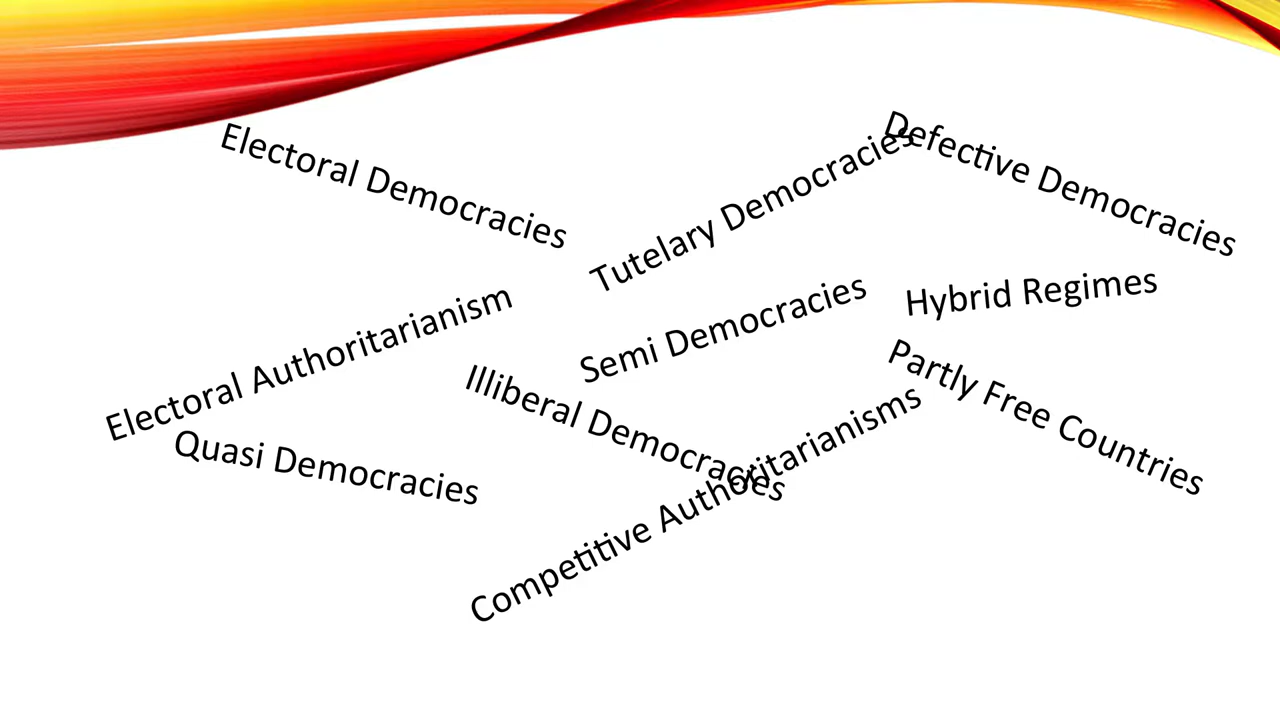 Electoral Democracies
Tutelary Democracies
Defective Democracies
Electoral Authoritarianism
Semi Democracies
Hybrid Regimes
Illiberal Democracies
Partly Free Countries
Quasi Democracies
Competitive Authoritarianisms